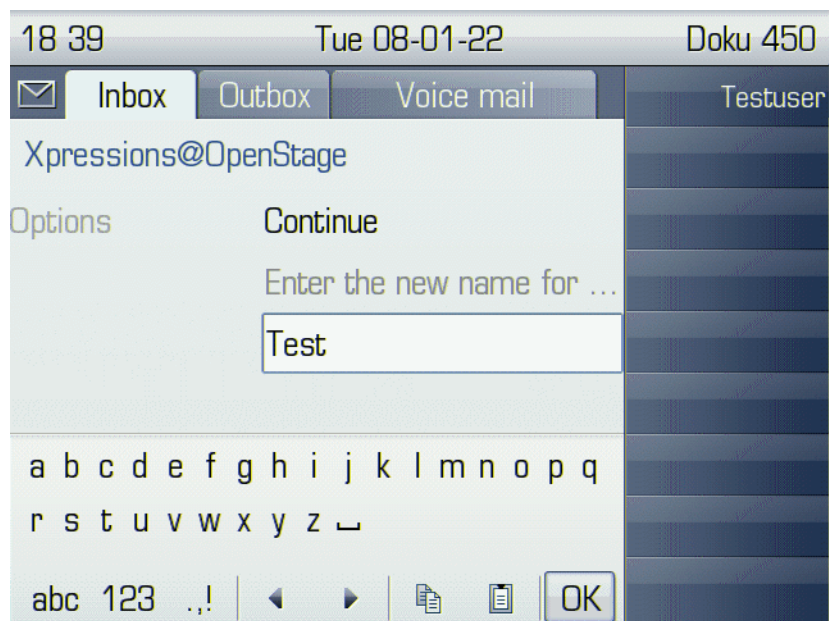 18 39 Tue 08-01-22 Doku 450
Inbox Outbox Voice mail Testuser
Xpressions@OpenStage
Options Continue
Enter the new name for ...
Test
a b c d e f g h i j k l m n o p q
r s t u v w x y z ⎵
abc 123 .,! OK